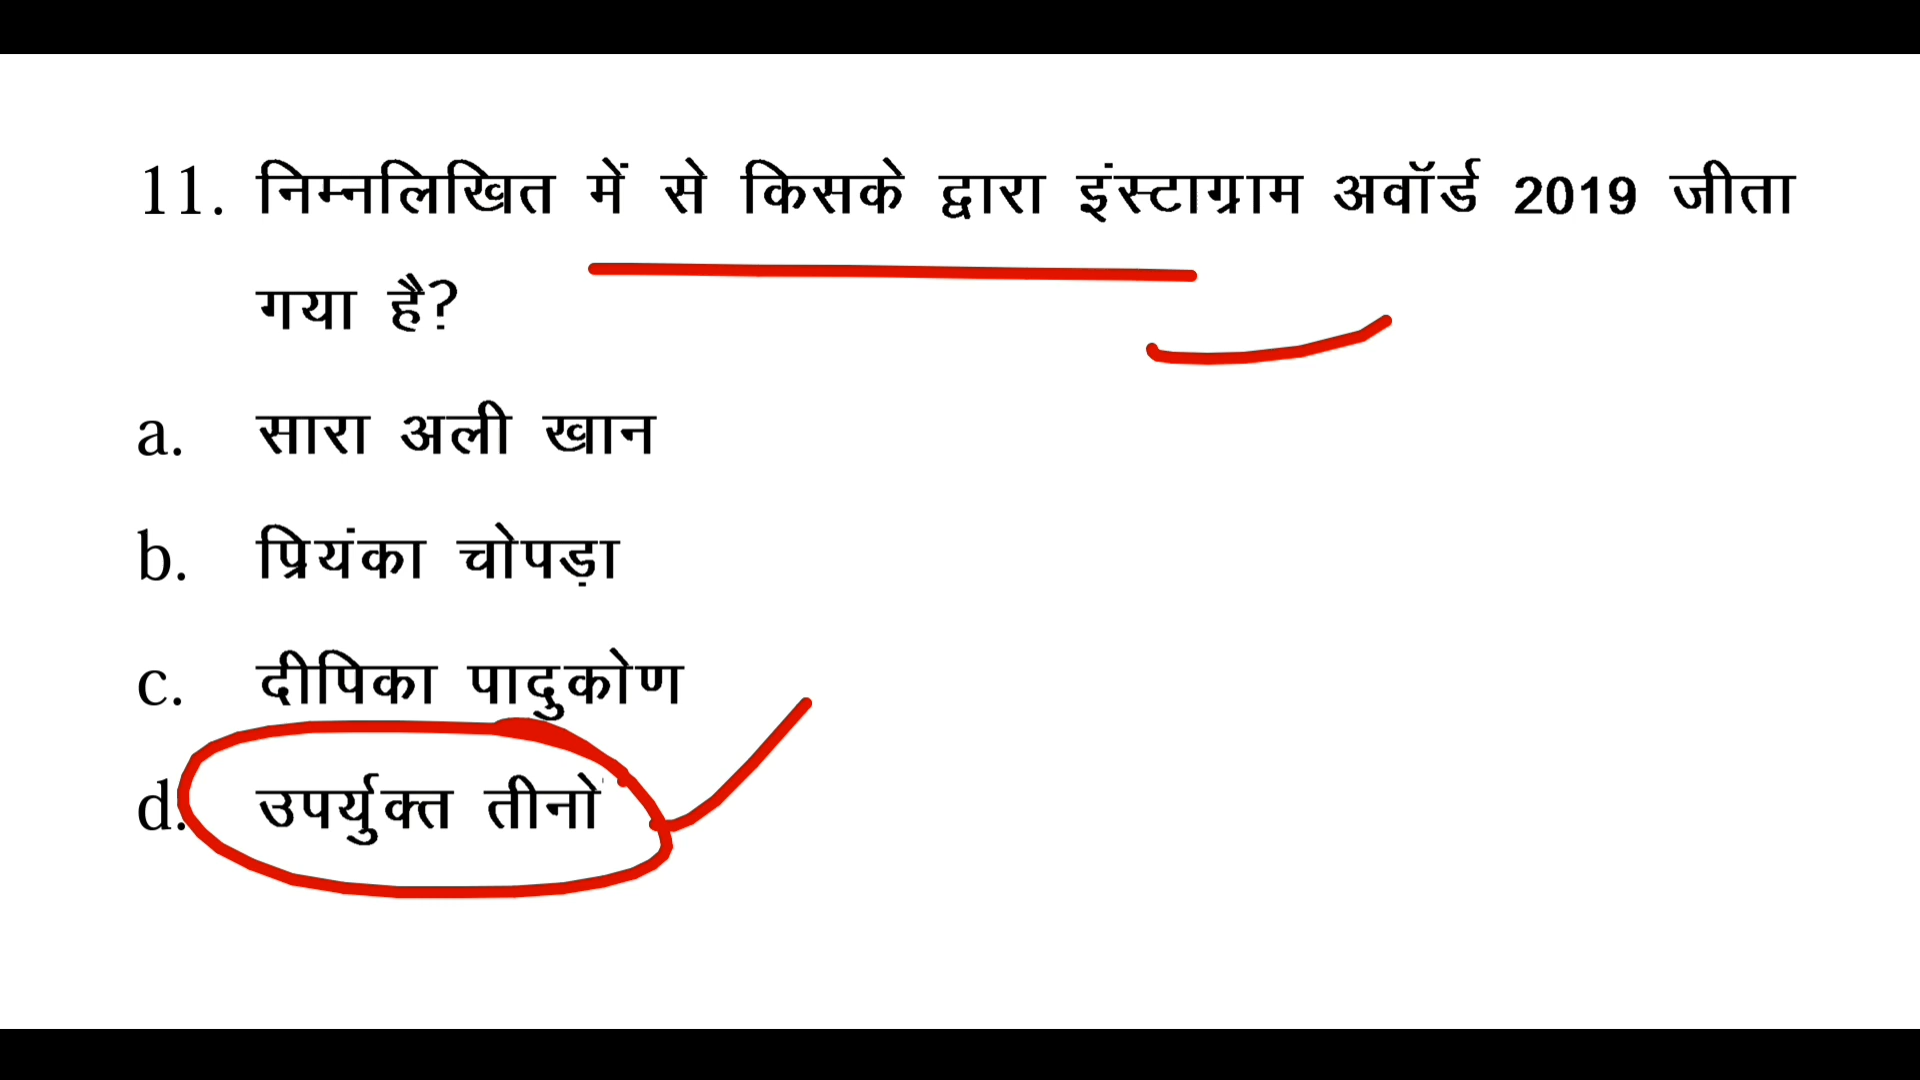 11. निम्नलिखित में से किसके द्वारा इंस्टाग्राम अवॉर्ड 2019 जीता
गया है?
a. सारा अली खान
b. प्रियंका चोपड़ा
c. दीपिका पादुकोण
d. उपर्युक्त तीनों